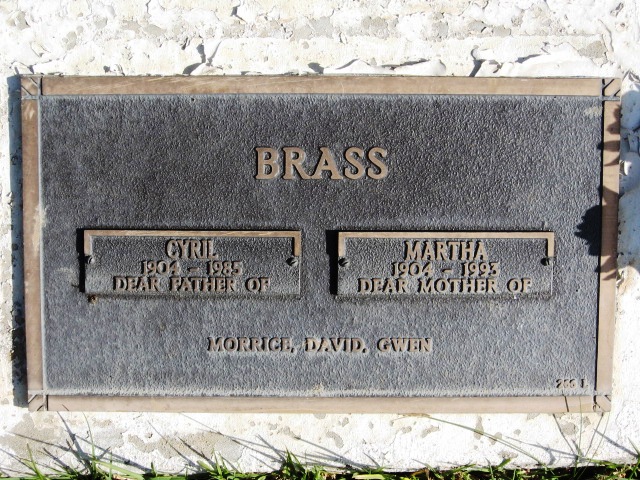 BRASS
CYRIL
1904 - 1985
DEAR FATHER OF
MARTHA
1904 - 1993
DEAR MOTHER OF
MORRICE, DAVID, GWEN